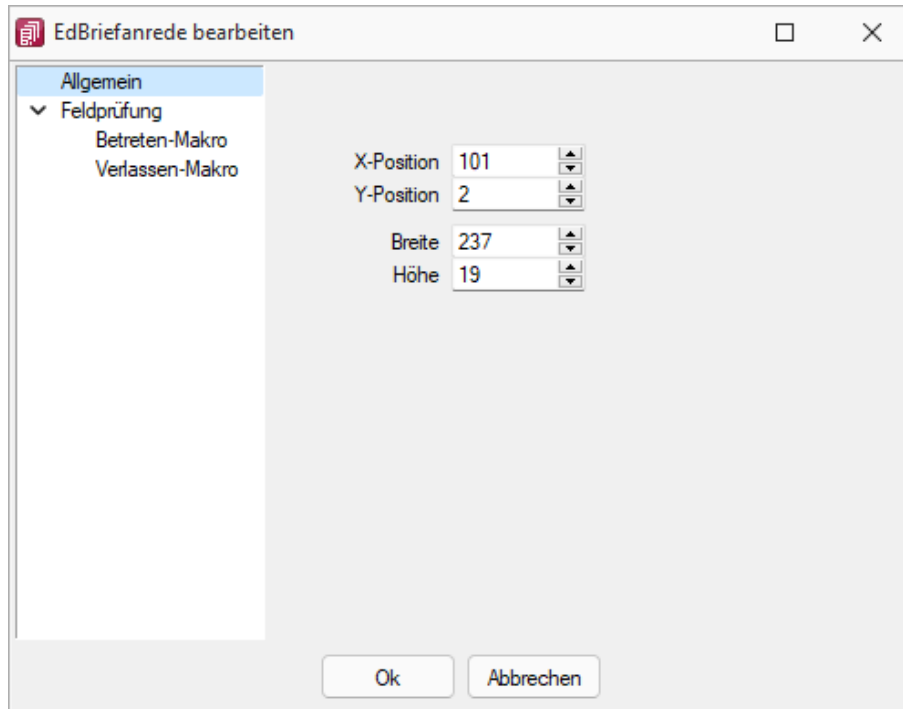 EdBriefanrede bearbeiten
Allgemein
Feldprüfung
Betreten-Makro
Verlassen-Makro
X-Position 101
Y-Position 2
Breite 237
Höhe 19
Ok
Abbrechen